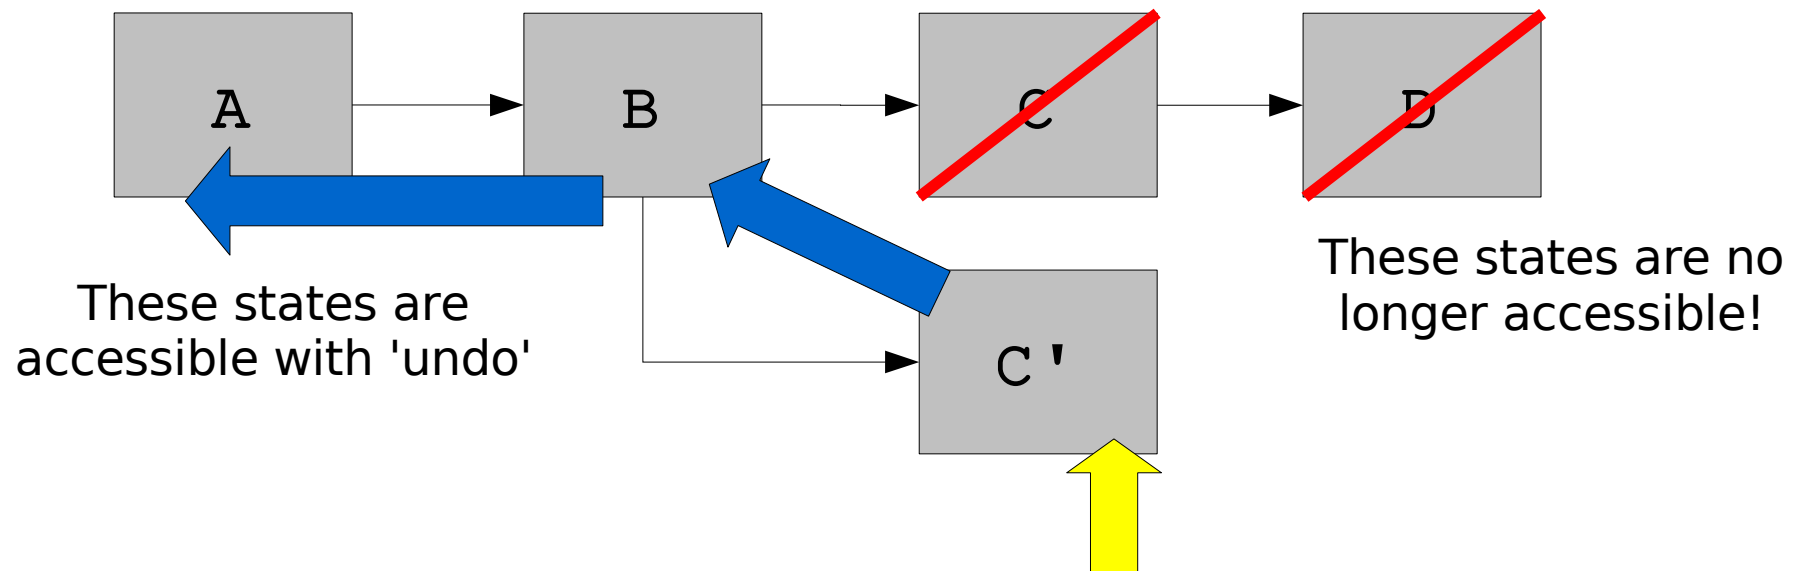 A
B
C
D
These states are
accessible with 'undo'
These states are no
longer accessible!
C'